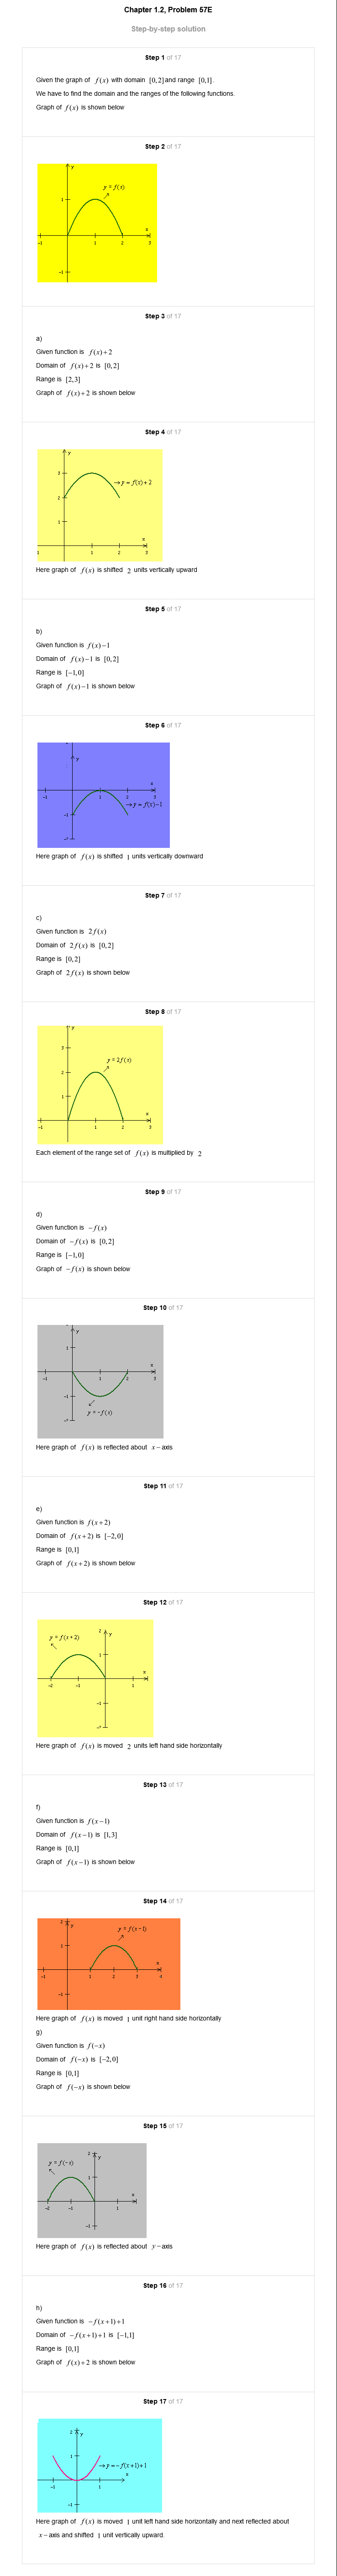 Chapter 1.2, Problem 57E
Step-by-step solution
Step 1 of 17
Given the graph of f(x) with domain [0,2] and range [0,1].
We have to find the domain and the ranges of the following functions.
Graph of f(x) is shown below
Step 2 of 17
y
y = f(x)
1
x
-1 1 2 3
-1
Step 3 of 17
a)
Given function is f(x)+2
Domain of f(x)+2 is [0,2]
Range is [2,3]
Graph of f(x)+2 is shown below
Step 4 of 17
y
3
y = f(x)+2
2
1
x
1 1 2 3
Here graph of f(x) is shifted 2 units vertically upward
Step 5 of 17
b)
Given function is f(x)−1
Domain of f(x)−1 is [0,2]
Range is [−1,0]
Graph of f(x)−1 is shown below
Step 6 of 17
y
x
-1 1 2 3
y = f(x)-1
-1
Here graph of f(x) is shifted 1 units vertically downward
Step 7 of 17
c)
Given function is 2f(x)
Domain of 2f(x) is [0,2]
Range is [0,2]
Graph of 2f(x) is shown below
Step 8 of 17
y
3
y = 2f(x)
2
1
x
-1 1 2 3
Each element of the range set of f(x) is multiplied by 2
Step 9 of 17
d)
Given function is −f(x)
Domain of −f(x) is [0,2]
Range is [−1,0]
Graph of −f(x) is shown below
Step 10 of 17
y
1
x
-1 1 2 3
-1
y = -f(x)
Here graph of f(x) is reflected about x−axis
Step 11 of 17
e)
Given function is f(x+2)
Domain of f(x+2) is [−2,0]
Range is [0,1]
Graph of f(x+2) is shown below
Step 12 of 17
2 y
y = f(x+2)
1
x
-2 -1 1
-1
Here graph of f(x) is moved 2 units left hand side horizontally
Step 13 of 17
f)
Given function is f(x−1)
Domain of f(x−1) is [1,3]
Range is [0,1]
Graph of f(x−1) is shown below
Step 14 of 17
2 y
y = f(x-1)
1
x
-1 1 2 3 4
-1
Here graph of f(x) is moved 1 unit right hand side horizontally
g)
Given function is f(−x)
Domain of f(−x) is [−2,0]
Range is [0,1]
Graph of f(−x) is shown below
Step 15 of 17
2 y
y = f(-x)
1
x
-2 -1 1
-1
Here graph of f(x) is reflected about y−axis
Step 16 of 17
h)
Given function is −f(x+1)+1
Domain of −f(x+1)+1 is [−1,1]
Range is [0,1]
Graph of f(x)+2 is shown below
Step 17 of 17
2 y
1
y = -f(x+1)+1
x
-1 1
-1
Here graph of f(x) is moved 1 unit left hand side horizontally and next reflected about
x−axis and shifted 1 unit vertically upward.